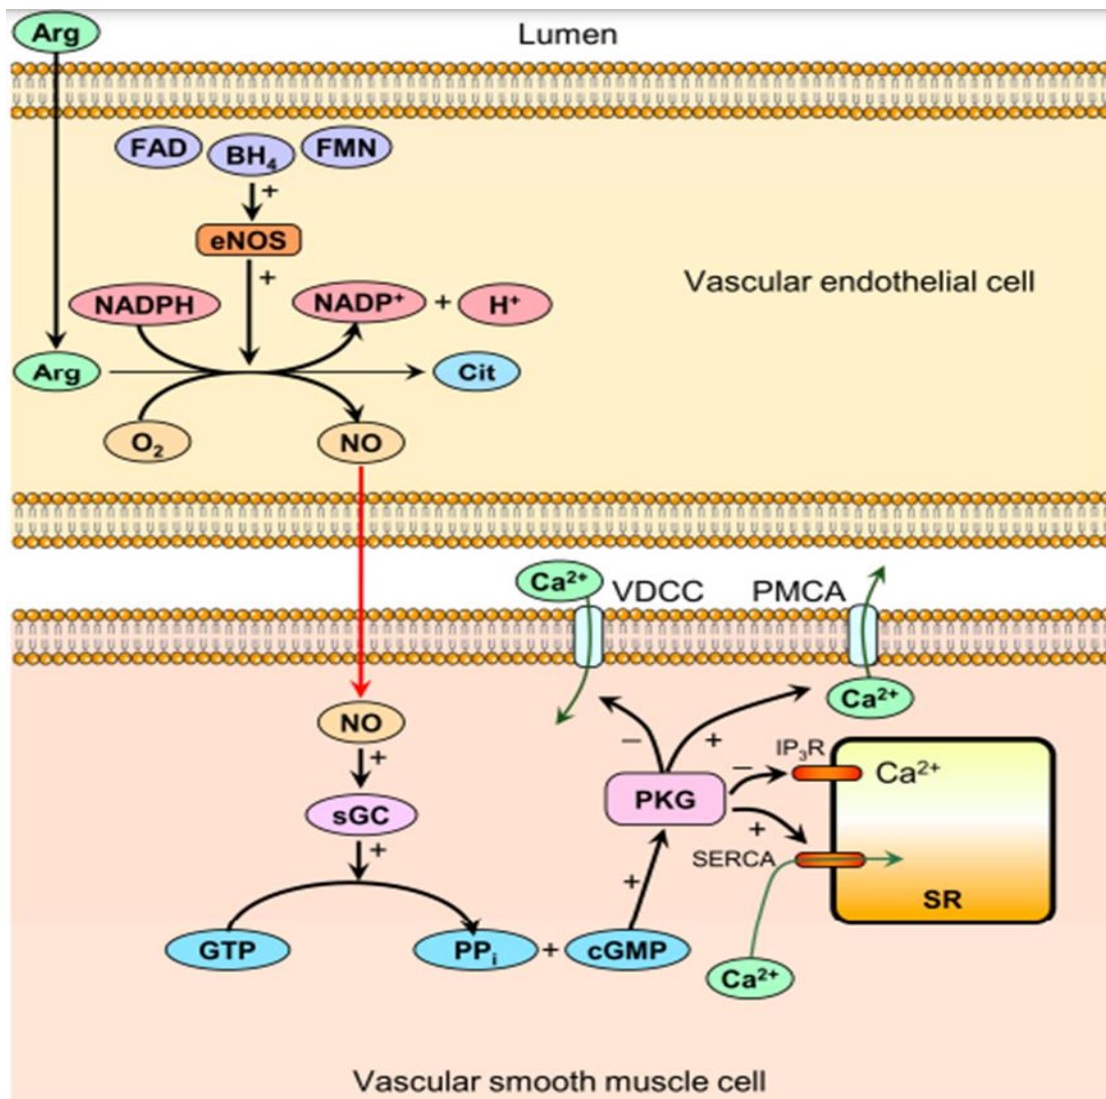 Arg
Lumen
FAD
BH₄
FMN
+
eNOS
+
Vascular endothelial cell
NADPH
NADP⁺ + H⁺
Arg
Cit
O₂
NO
Ca²⁺
VDCC
PMCA
NO
Ca²⁺
+
− +
IP₃R
−
Ca²⁺
sGC
PKG
+
+
SERCA
+
SR
GTP
PPᵢ + cGMP
Ca²⁺
Vascular smooth muscle cell